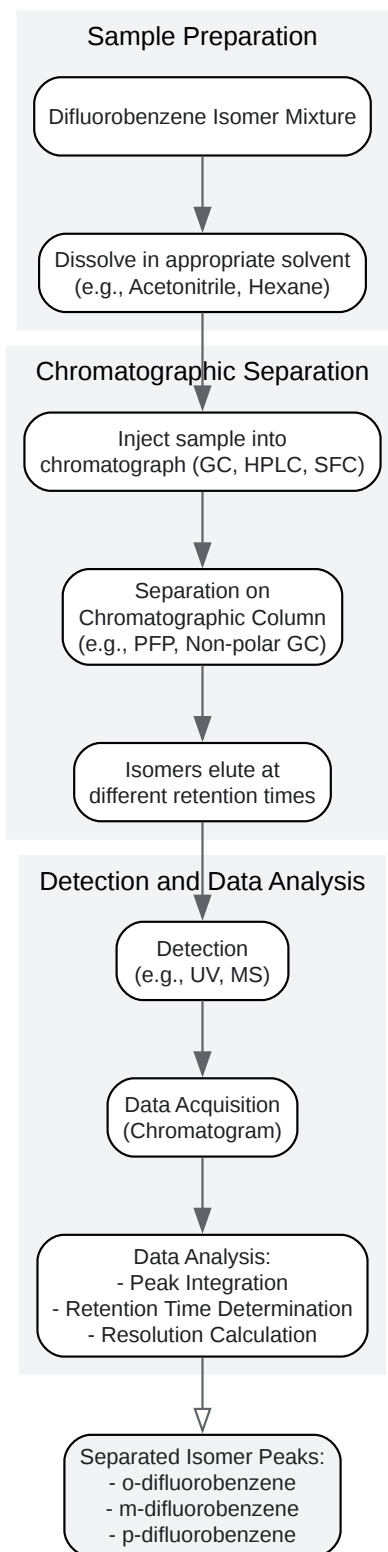 Sample Preparation
Difluorobenzene Isomer Mixture
Dissolve in appropriate solvent
(e.g., Acetonitrile, Hexane)
Chromatographic Separation
Inject sample into
chromatograph (GC, HPLC, SFC)
Separation on
Chromatographic Column
(e.g., PFP, Non-polar GC)
Isomers elute at
different retention times
Detection and Data Analysis
Detection
(e.g., UV, MS)
Data Acquisition
(Chromatogram)
Data Analysis:
- Peak Integration
- Retention Time Determination
- Resolution Calculation
Separated Isomer Peaks:
- o-difluorobenzene
- m-difluorobenzene
- p-difluorobenzene